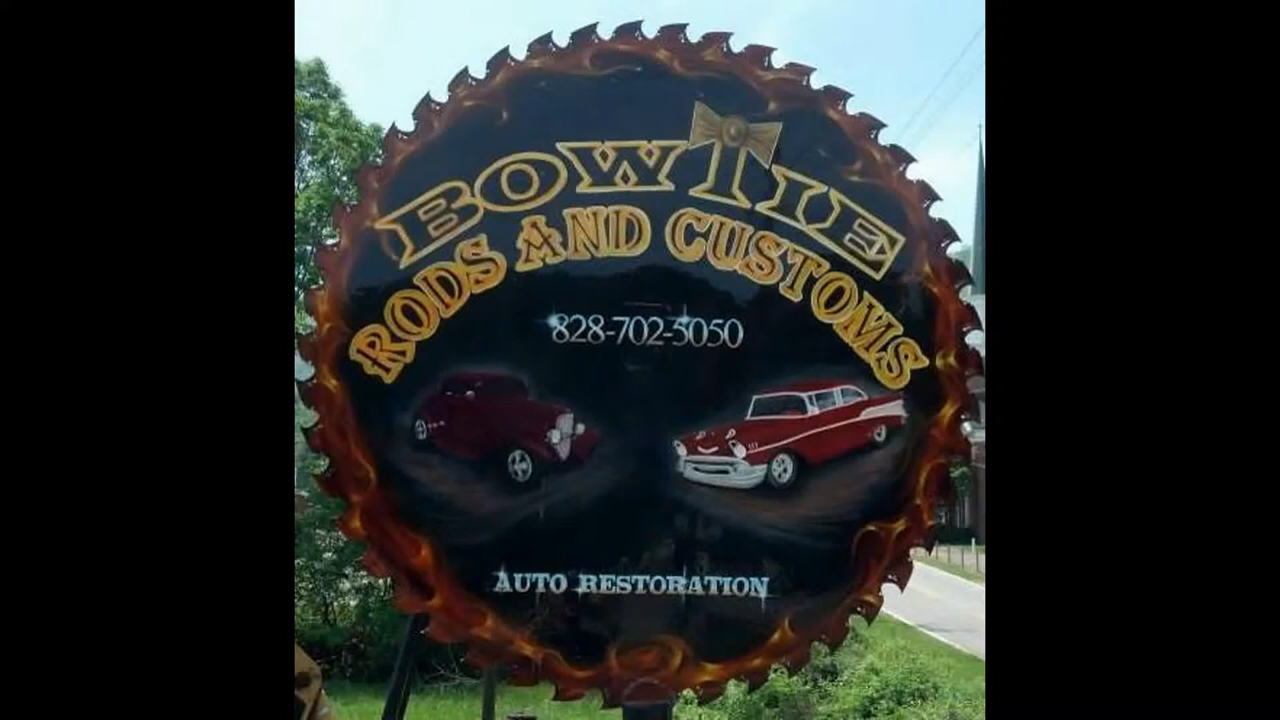 BOWTIE
RODS AND CUSTOMS
828-702-5050
AUTO RESTORATION